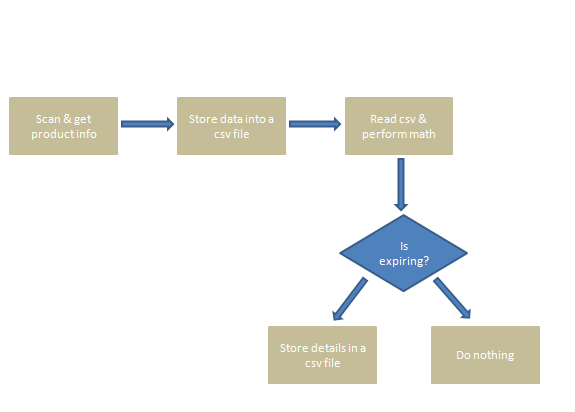 Scan & get
product info
Store data into a
csv file
Read csv &
perform math
Is
expiring?
Store details in a
csv file
Do nothing